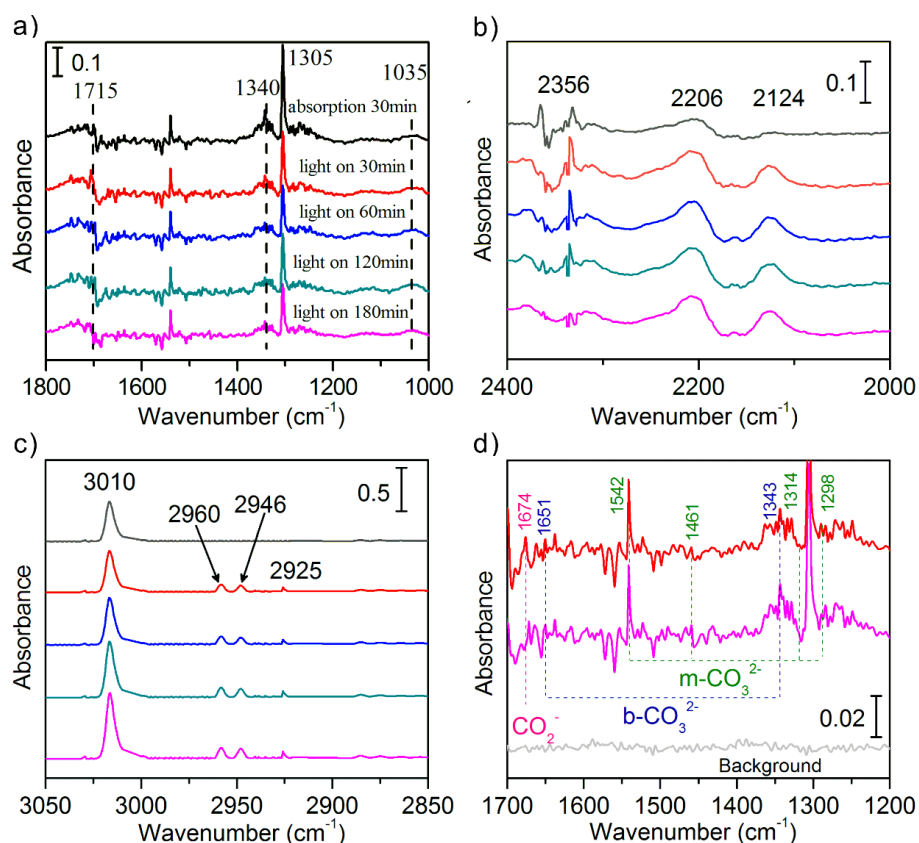 a)
0.1
1715
1340
1305
1035
absorption 30min
light on 30min
light on 60min
light on 120min
light on 180min
Absorbance
1800 1600 1400 1200 1000
Wavenumber (cm⁻¹)
b)
2356
2206
2124
0.1
Absorbance
2400 2300 2200 2100 2000
Wavenumber (cm⁻¹)
c)
3010
2960
2946
2925
0.5
Absorbance
3050 3000 2950 2900 2850
Wavenumber (cm⁻¹)
d)
1674
1651
1542
1461
1343
1314
1298
m-CO₃²⁻
b-CO₃²⁻
CO₂⁻
0.02
Background
Absorbance
1700 1600 1500 1400 1300 1200
Wavenumber (cm⁻¹)